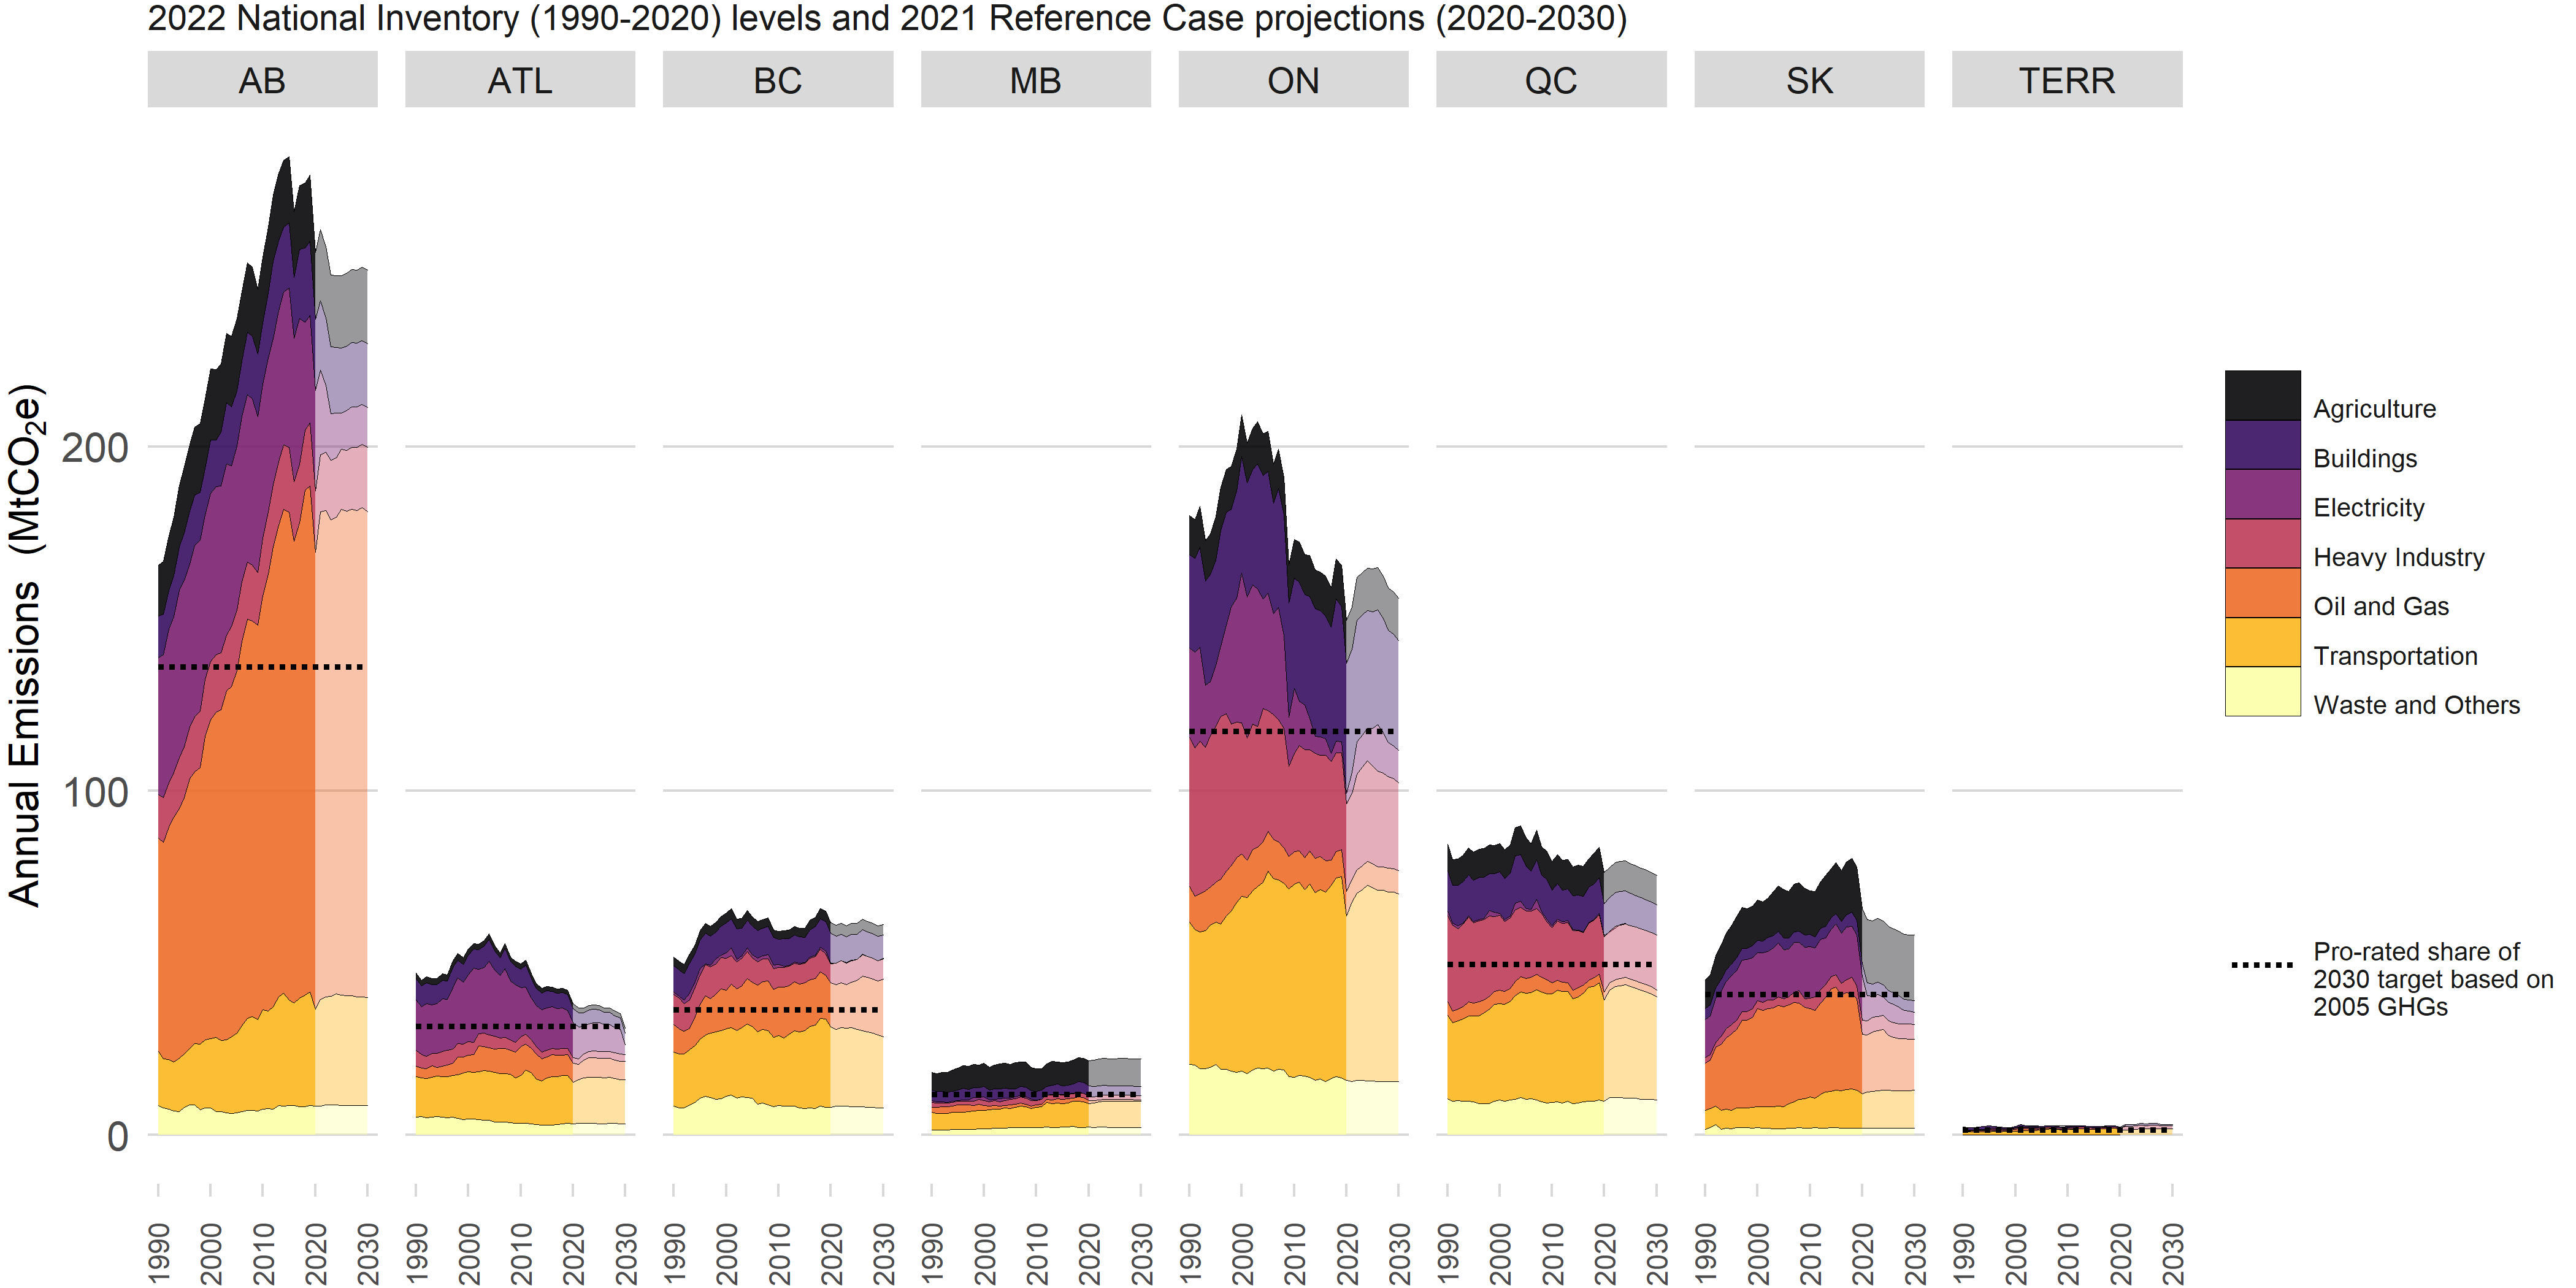 2022 National Inventory (1990-2020) levels and 2021 Reference Case projections (2020-2030)
AB ATL BC MB ON QC SK TERR
Annual Emissions (MtCO₂e)
200
100
0
1990 2000 2010 2020 2030 1990 2000 2010 2020 2030 1990 2000 2010 2020 2030 1990 2000 2010 2020 2030 1990 2000 2010 2020 2030 1990 2000 2010 2020 2030 1990 2000 2010 2020 2030 1990 2000 2010 2020 2030
Agriculture
Buildings
Electricity
Heavy Industry
Oil and Gas
Transportation
Waste and Others
Pro-rated share of
2030 target based on
2005 GHGs